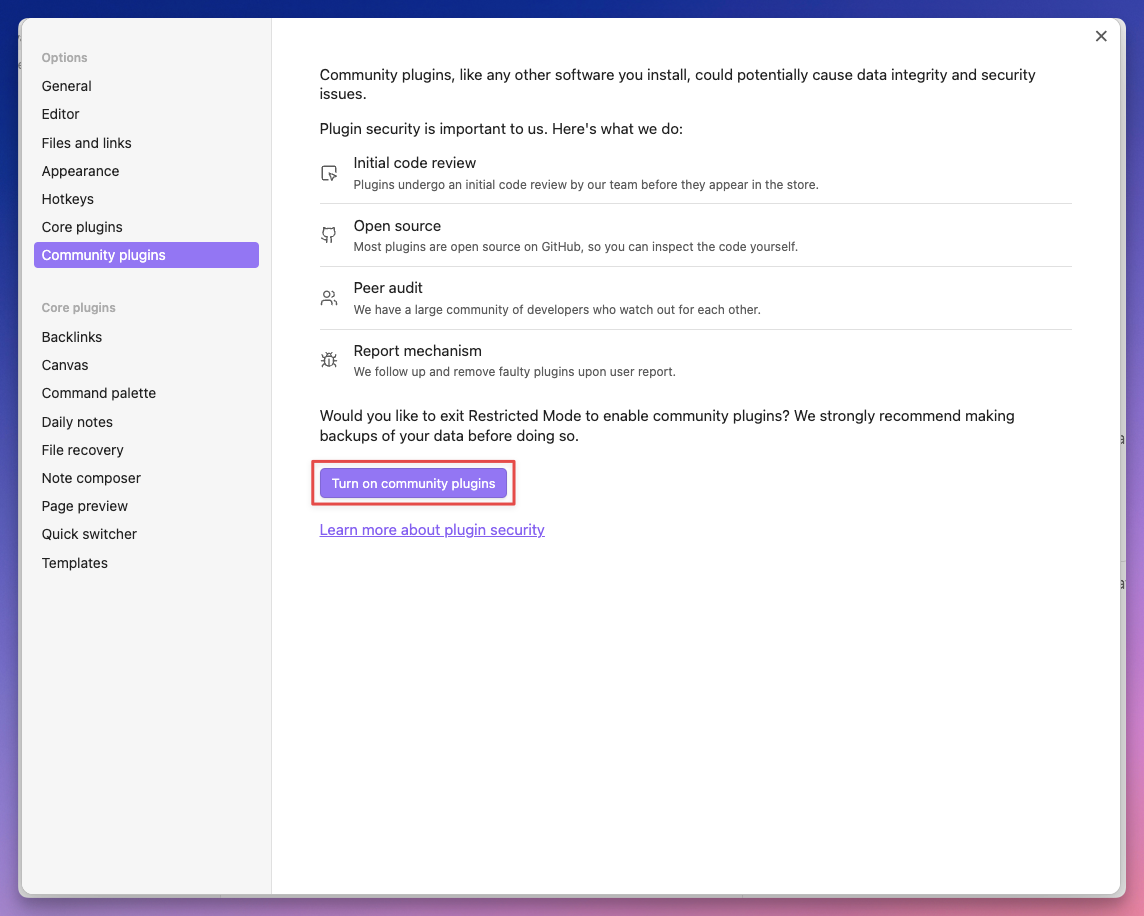 Options
General
Editor
Files and links
Appearance
Hotkeys
Core plugins
Community plugins
Core plugins
Backlinks
Canvas
Command palette
Daily notes
File recovery
Note composer
Page preview
Quick switcher
Templates
Community plugins, like any other software you install, could potentially cause data integrity and security
issues.
Plugin security is important to us. Here's what we do:
Initial code review
Plugins undergo an initial code review by our team before they appear in the store.
Open source
Most plugins are open source on GitHub, so you can inspect the code yourself.
Peer audit
We have a large community of developers who watch out for each other.
Report mechanism
We follow up and remove faulty plugins upon user report.
Would you like to exit Restricted Mode to enable community plugins? We strongly recommend making
backups of your data before doing so.
Turn on community plugins
Learn more about plugin security